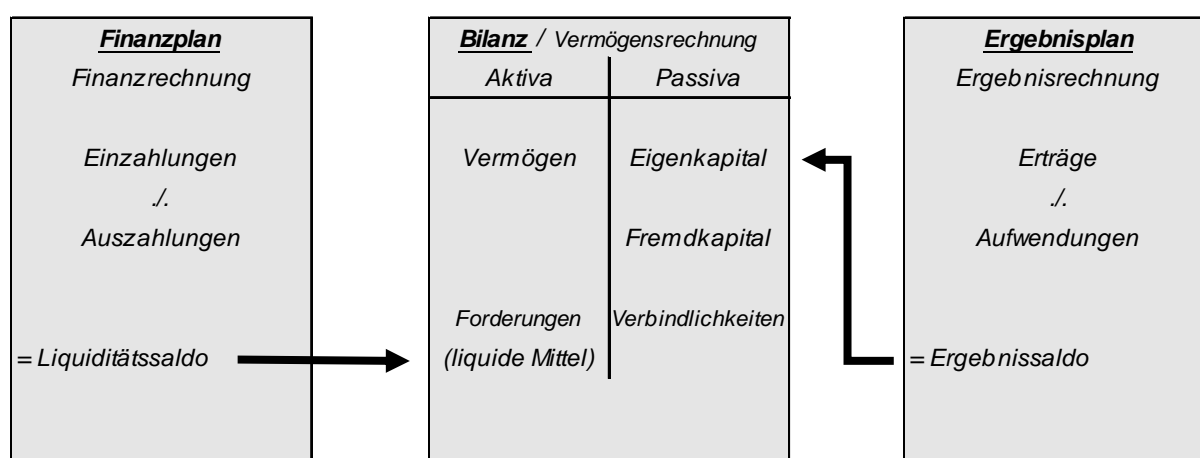 Finanzplan
Finanzrechnung
Einzahlungen
./.
Auszahlungen
= Liquiditätssaldo
Bilanz / Vermögensrechnung
Aktiva Passiva
Vermögen Eigenkapital
Fremdkapital
Forderungen Verbindlichkeiten
(liquide Mittel)
Ergebnisplan
Ergebnisrechnung
Erträge
./.
Aufwendungen
= Ergebnissaldo